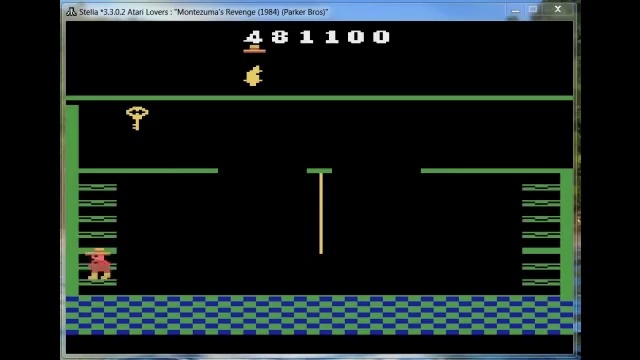 Stella *3.3.0.2 Atari Lovers : "Montezuma's Revenge (1984) (Parker Bros)"
481100